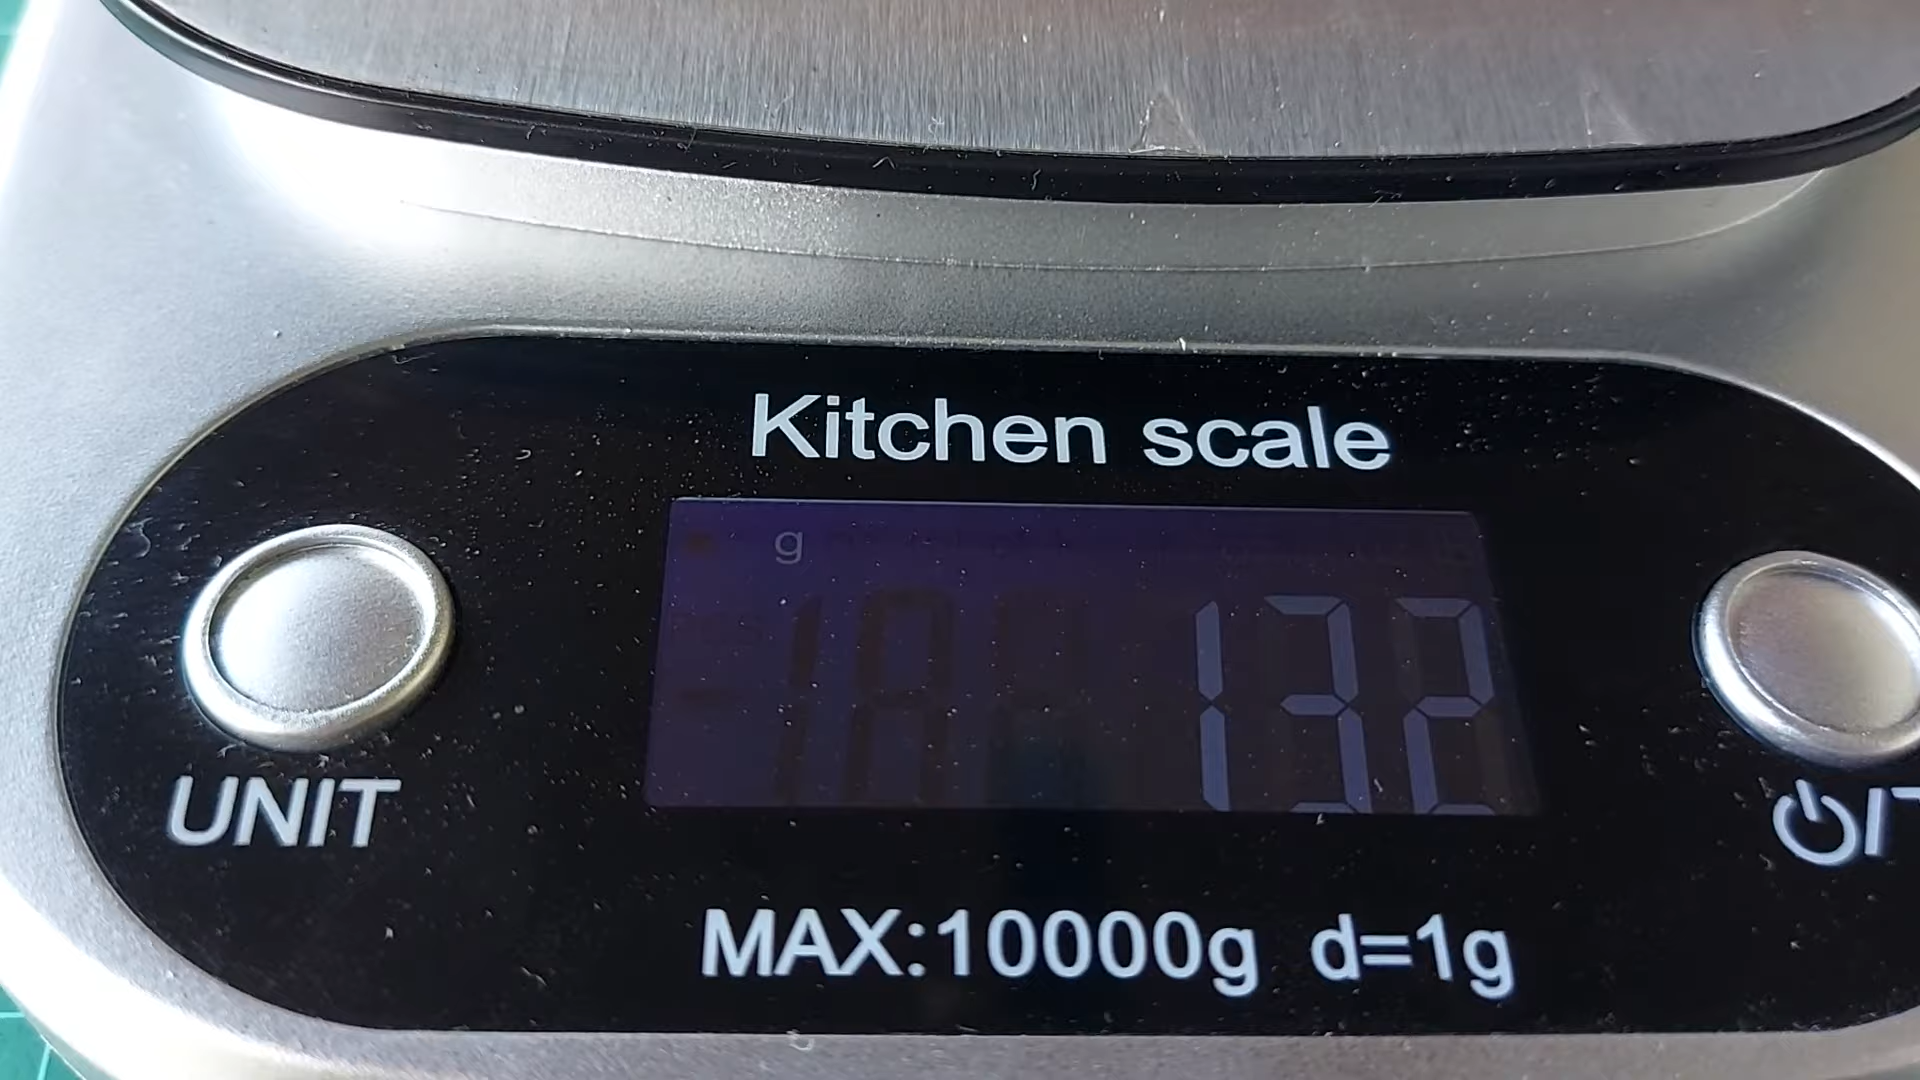 Kitchen scale
g
132
UNIT
⏻/T
MAX:10000g d=1g